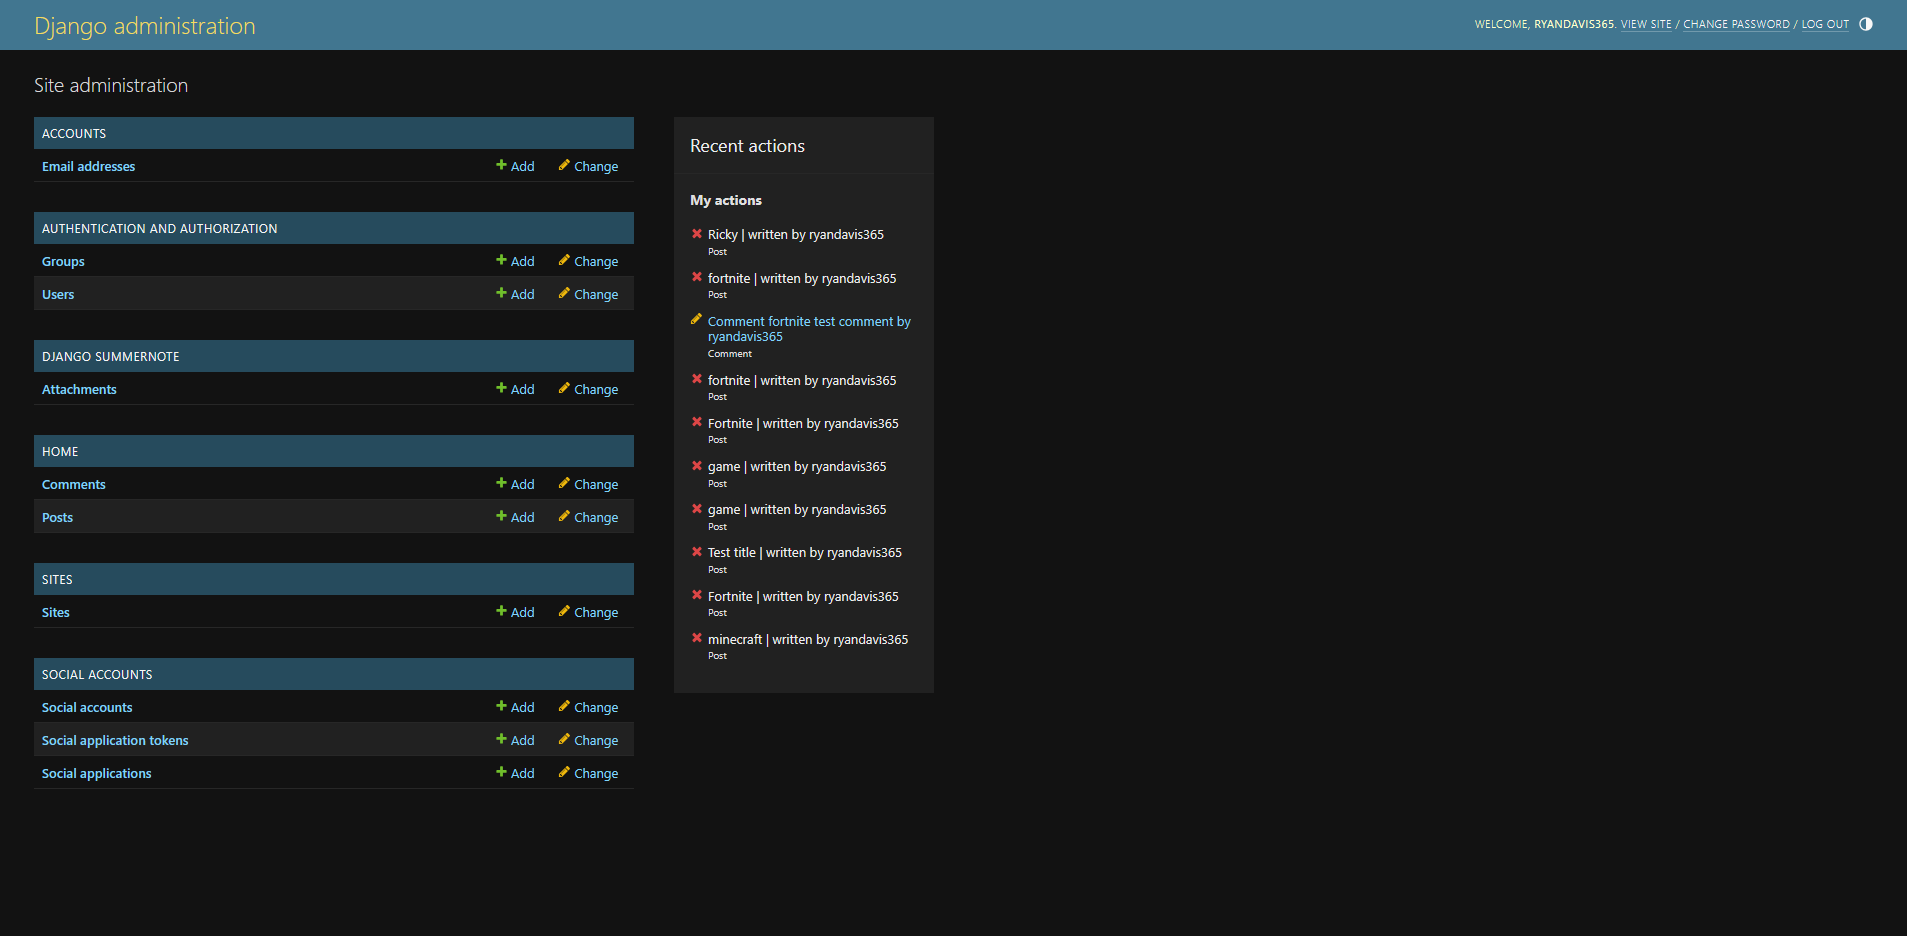 Django administration
WELCOME, RYANDAVIS365. VIEW SITE / CHANGE PASSWORD / LOG OUT
Site administration
ACCOUNTS
Email addresses Add Change
AUTHENTICATION AND AUTHORIZATION
Groups Add Change
Users Add Change
DJANGO SUMMERNOTE
Attachments Add Change
HOME
Comments Add Change
Posts Add Change
SITES
Sites Add Change
SOCIAL ACCOUNTS
Social accounts Add Change
Social application tokens Add Change
Social applications Add Change
Recent actions
My actions
Ricky | written by ryandavis365
Post
fortnite | written by ryandavis365
Post
Comment fortnite test comment by
ryandavis365
Comment
fortnite | written by ryandavis365
Post
Fortnite | written by ryandavis365
Post
game | written by ryandavis365
Post
game | written by ryandavis365
Post
Test title | written by ryandavis365
Post
Fortnite | written by ryandavis365
Post
minecraft | written by ryandavis365
Post